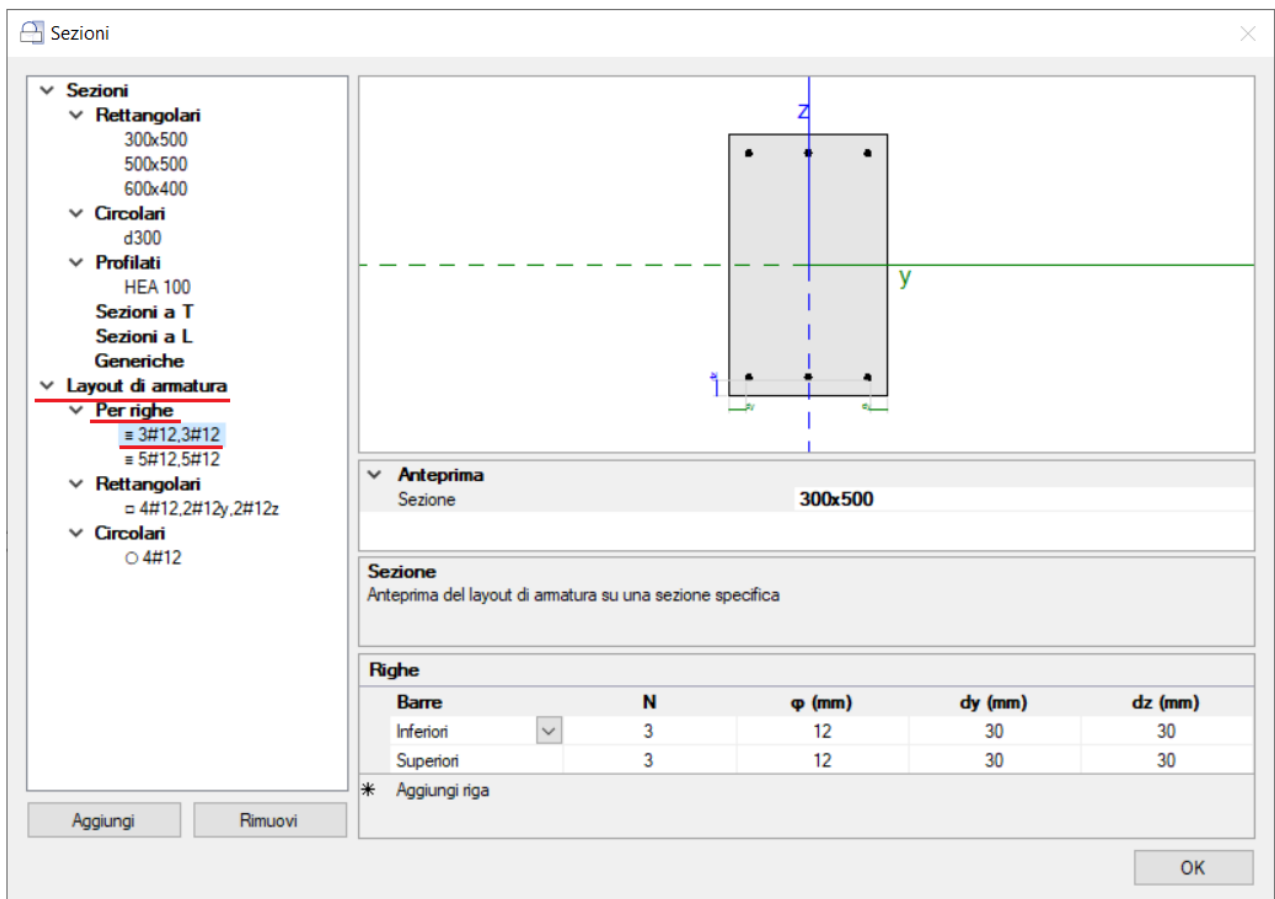 Sezioni
Sezioni
Rettangolari
300x500
500x500
600x400
Circolari
d300
Profilati
HEA 100
Sezioni a T
Sezioni a L
Generiche
Layout di armatura
Per righe
3#12,3#12
5#12,5#12
Rettangolari
4#12,2#12y,2#12z
Circolari
4#12
Aggiungi Rimuovi
z
y
dz
dy
dy
Anteprima
Sezione 300x500
Sezione
Anteprima del layout di armatura su una sezione specifica
Righe
Barre N φ (mm) dy (mm) dz (mm)
Inferiori 3 12 30 30
Superiori 3 12 30 30
Aggiungi riga
OK